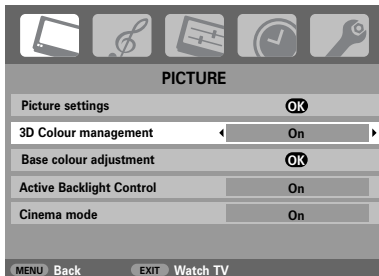 PICTURE
Picture settings OK
3D Colour management On
Base colour adjustment OK
Active Backlight Control On
Cinema mode On
MENU Back EXIT Watch TV